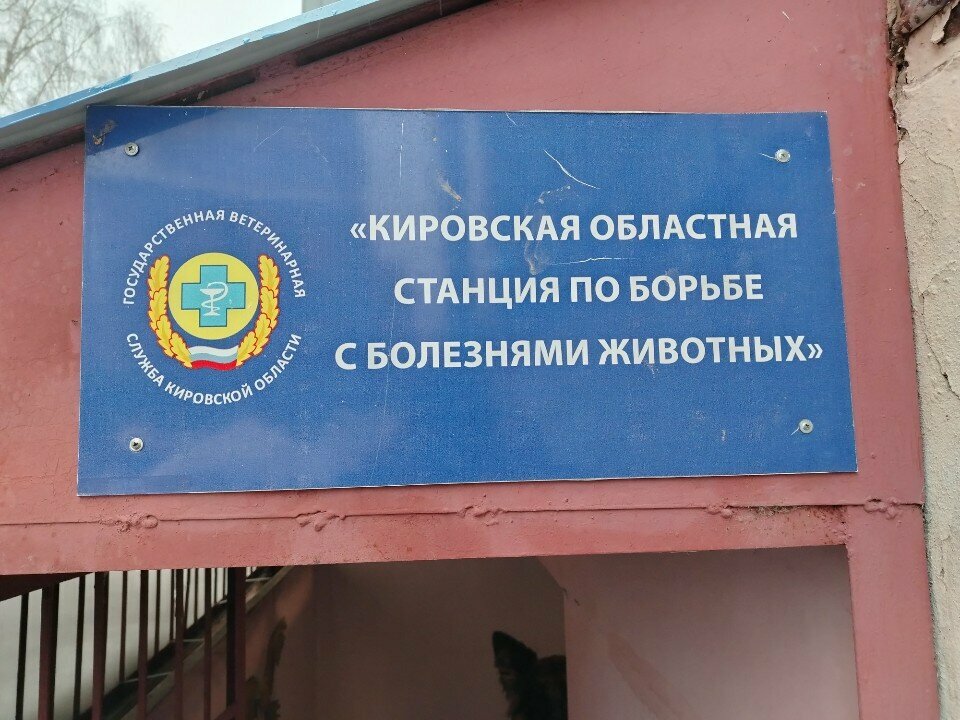 ГОСУДАРСТВЕННАЯ ВЕТЕРИНАРНАЯ
СЛУЖБА КИРОВСКОЙ ОБЛАСТИ
«КИРОВСКАЯ ОБЛАСТНАЯ
СТАНЦИЯ ПО БОРЬБЕ
С БОЛЕЗНЯМИ ЖИВОТНЫХ»